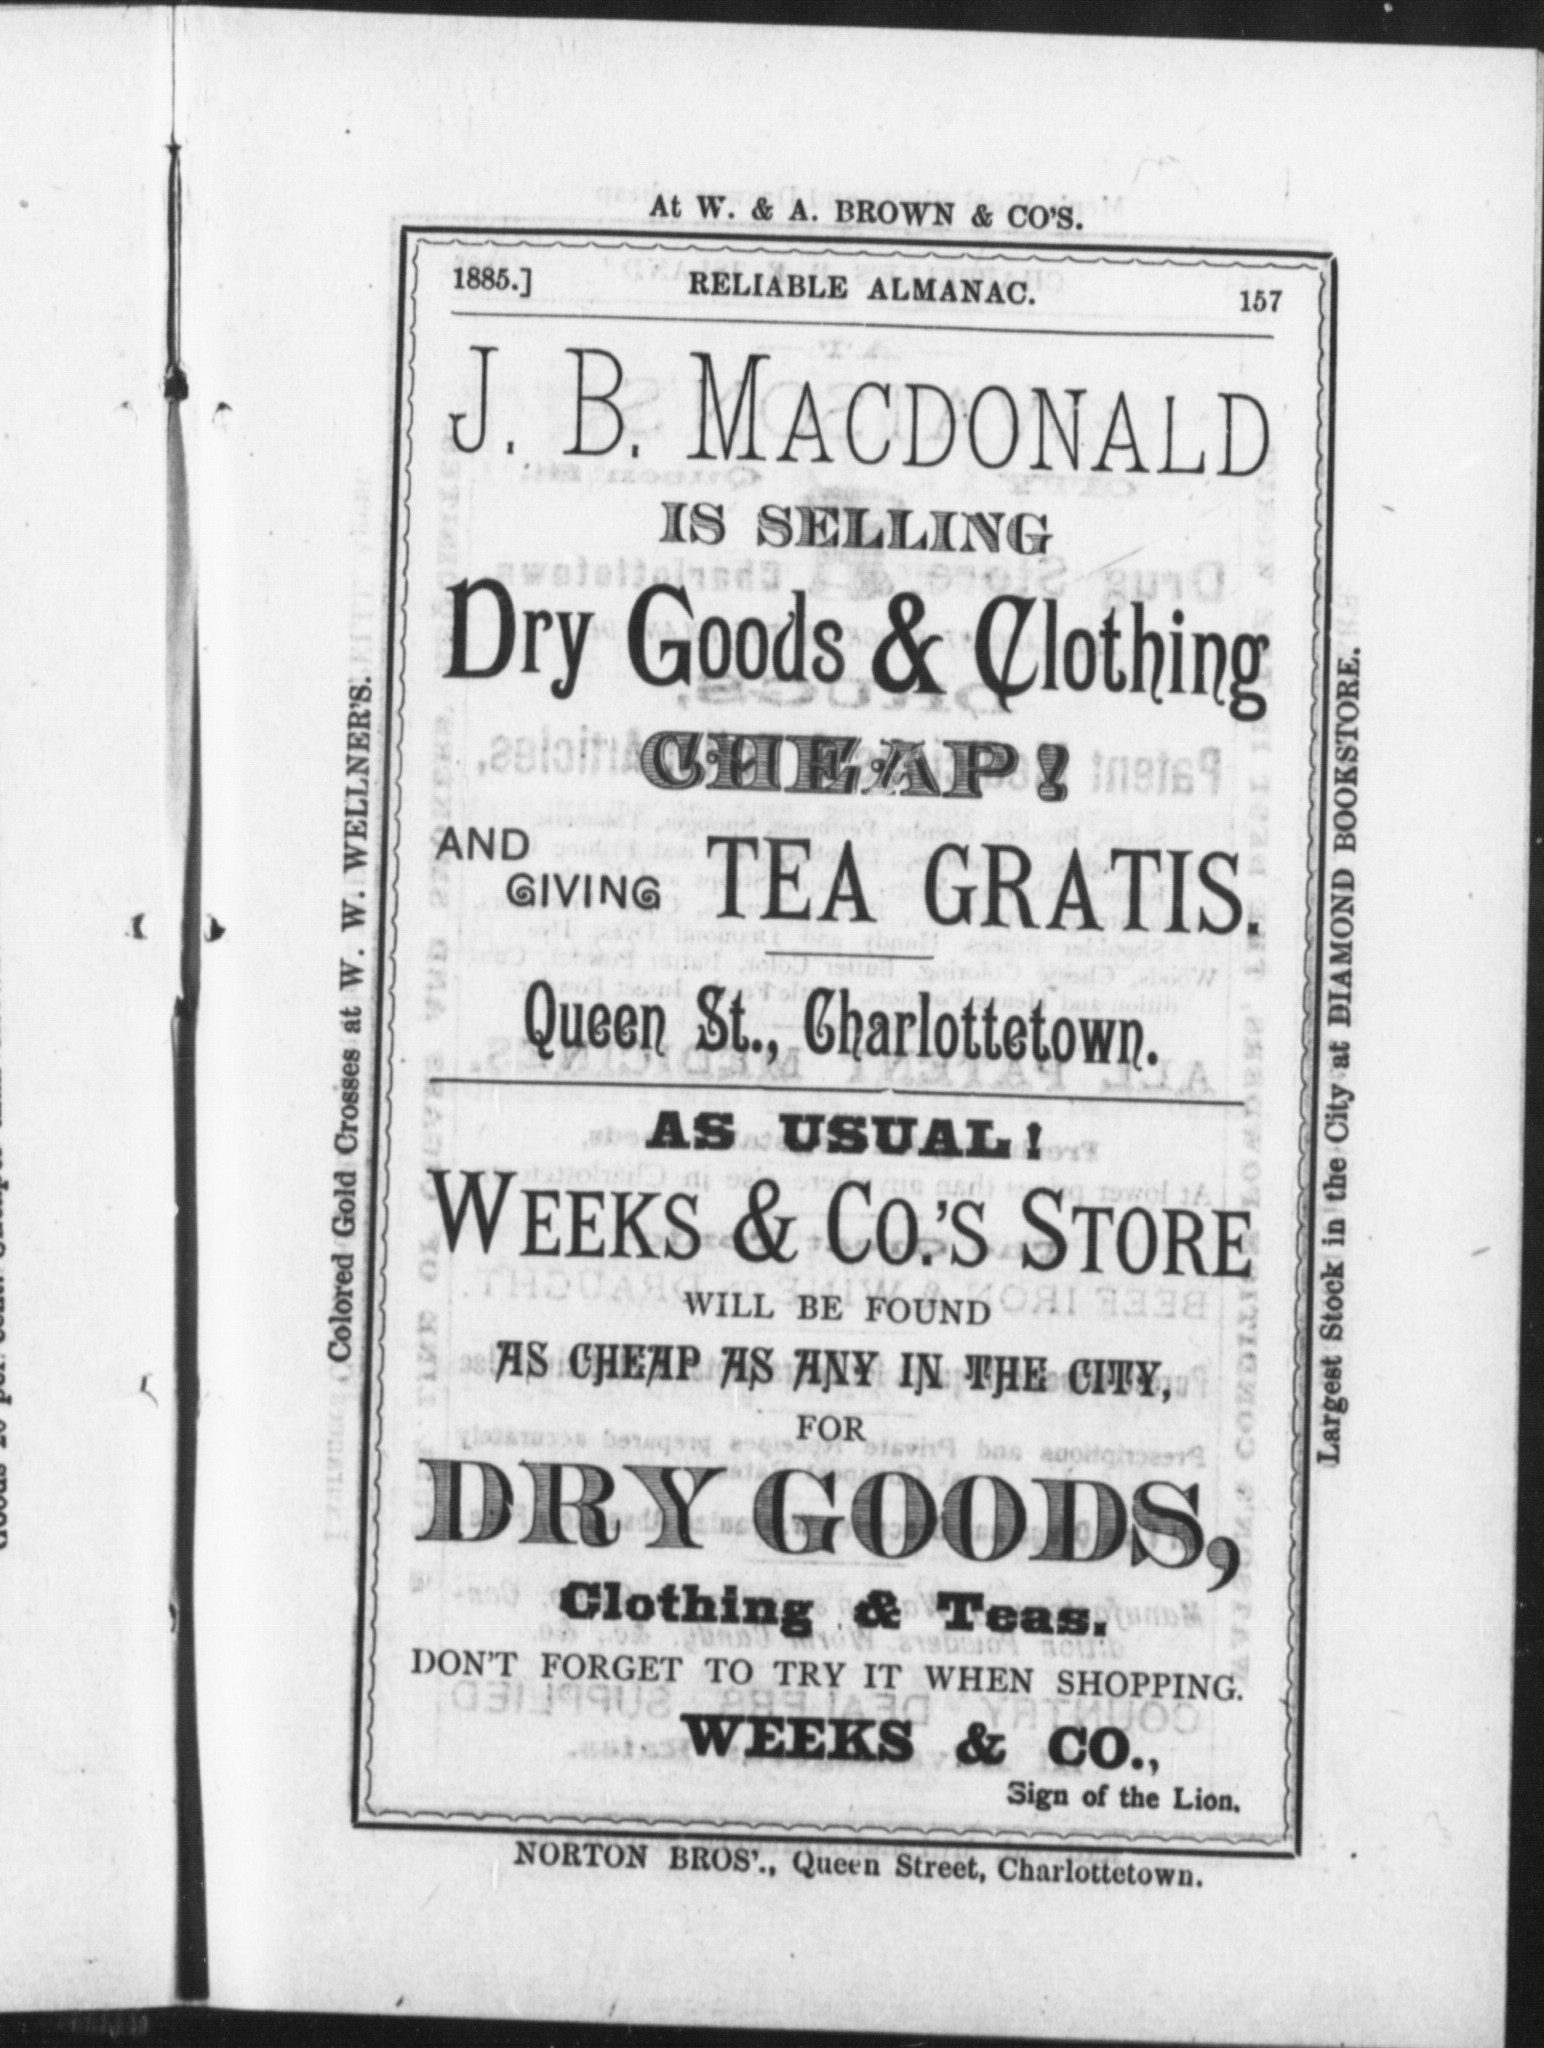 At W. & A. BROWN & CO'S.
1885.] RELIABLE ALMANAC. 157
J. B. MACDONALD
IS SELLING
Dry Goods & Clothing
CHEAP!
AND GIVING TEA GRATIS.
Queen St., Charlottetown.
AS USUAL!
WEEKS & CO.'S STORE
WILL BE FOUND
AS CHEAP AS ANY IN THE CITY,
FOR
DRY GOODS,
Clothing & Teas.
DON'T FORGET TO TRY IT WHEN SHOPPING.
WEEKS & CO.,
Sign of the Lion.
NORTON BROS'., Queen Street, Charlottetown.
Colored Gold Crosses at W. W. WELLNER'S.
Largest Stock in the City at DIAMOND BOOKSTORE.